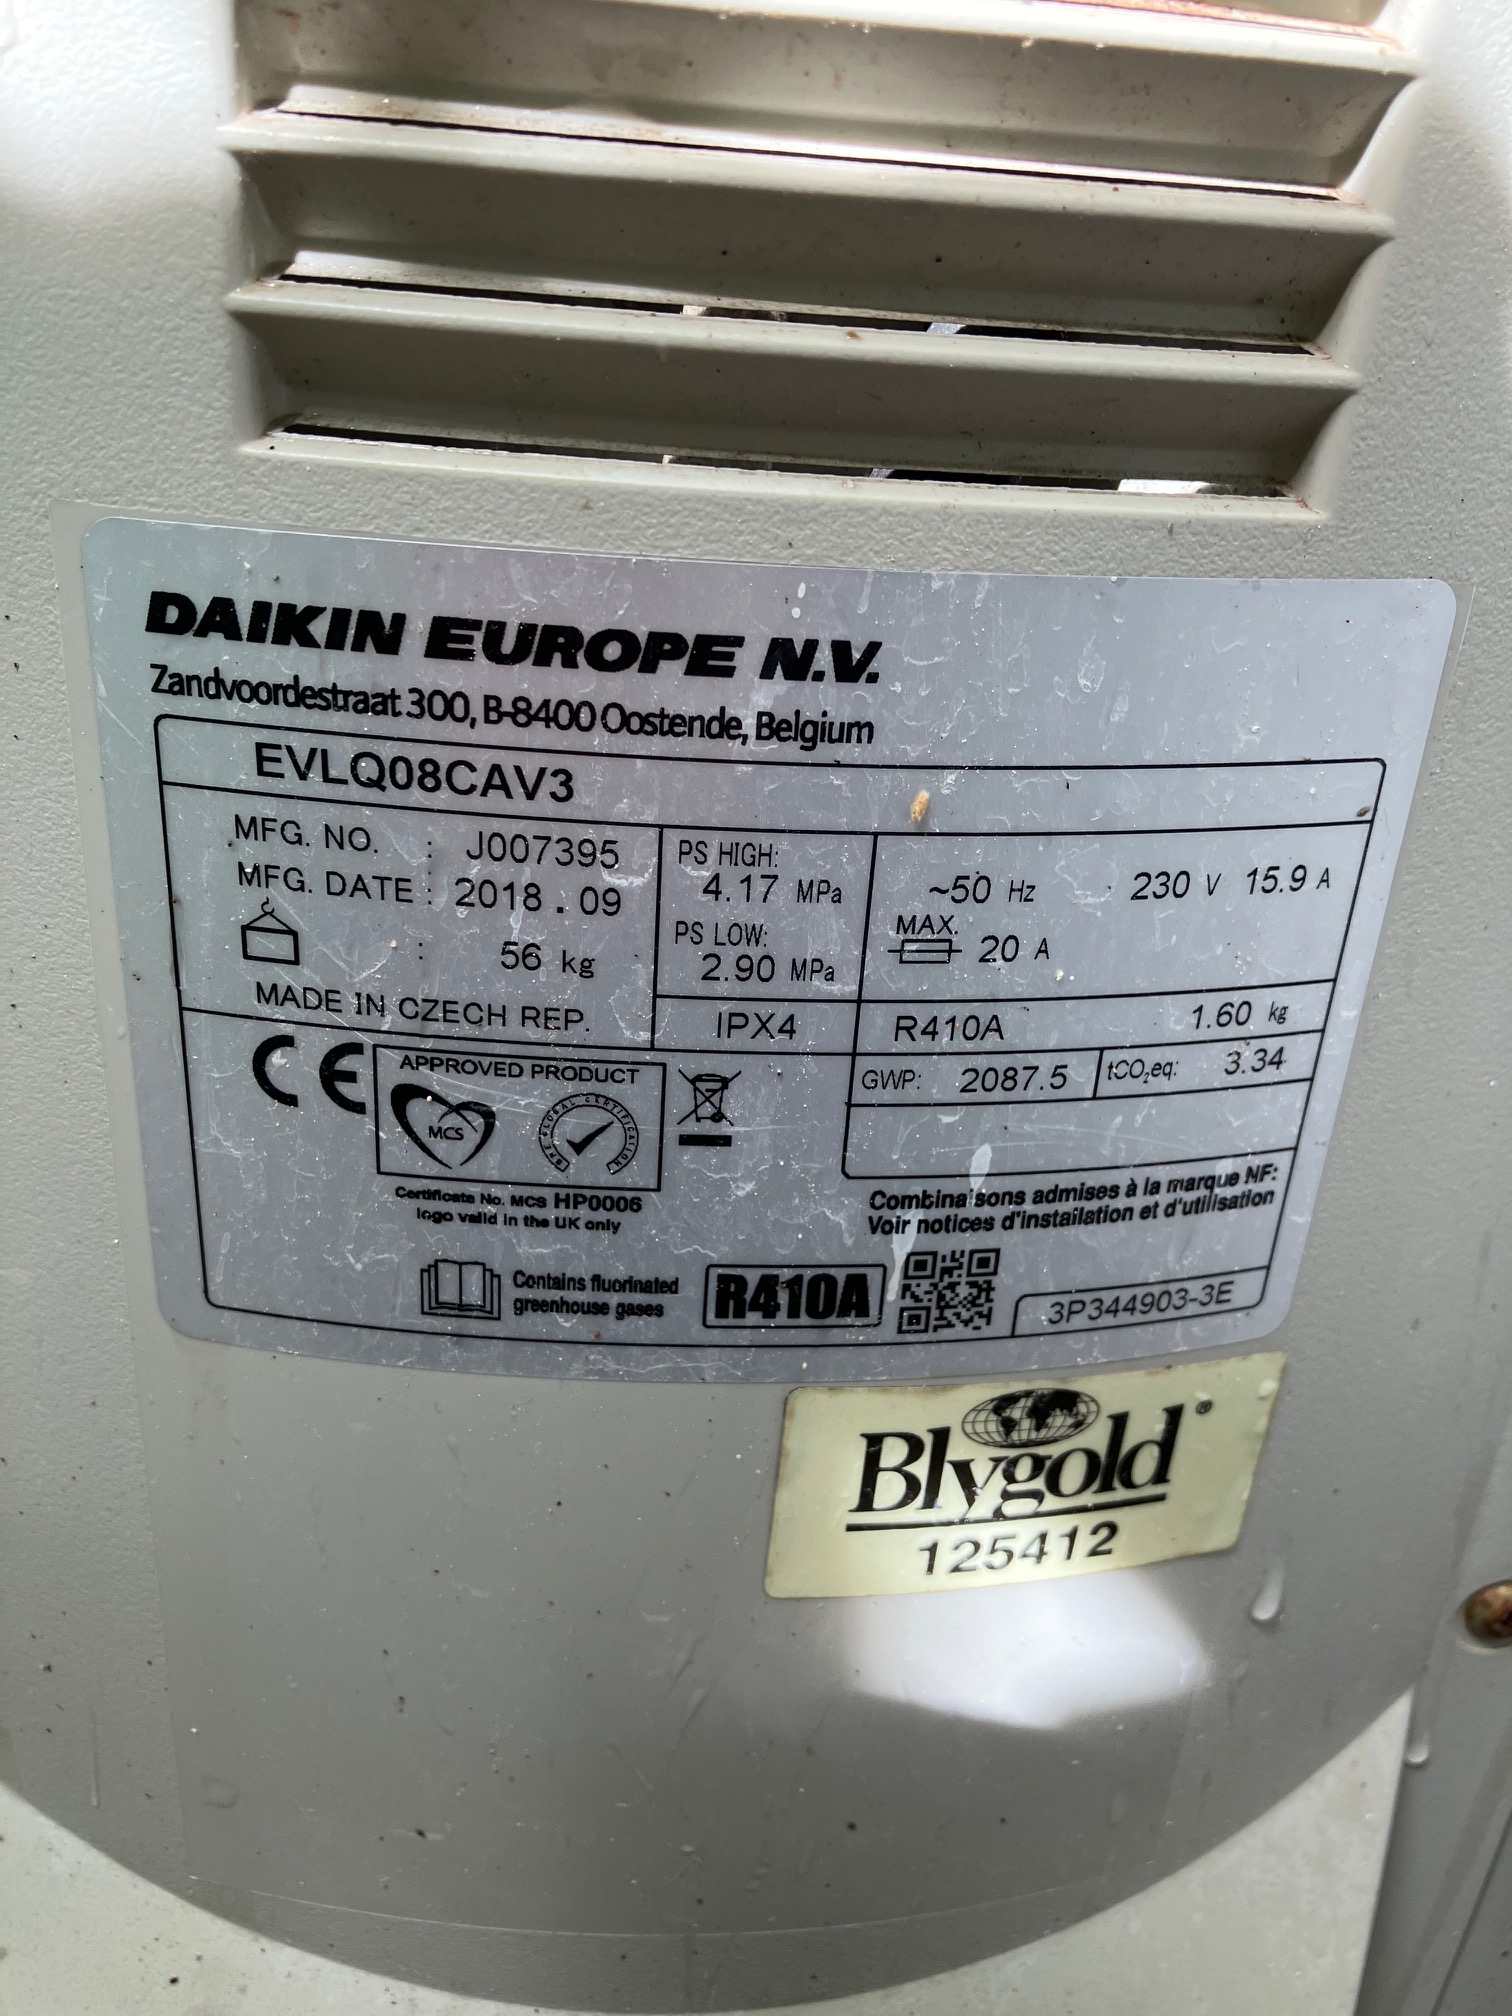 DAIKIN EUROPE N.V.
Zandvoordestraat 300, B-8400 Oostende, Belgium
EVLQ08CAV3
MFG. NO. : J007395
MFG. DATE : 2018 . 09
: 56 kg
MADE IN CZECH REP.
PS HIGH:
4.17 MPa
PS LOW:
2.90 MPa
IPX4
~50 Hz 230 V 15.9 A
MAX.
20 A
R410A 1.60 kg
GWP: 2087.5 tCO₂eq: 3.34
CE
APPROVED PRODUCT
MCS
BRE GLOBAL CERTIFICATION
Certificate No. MCS HP0006
logo valid in the UK only
Combinaisons admises à la marque NF:
Voir notices d'installation et d'utilisation
Contains fluorinated
greenhouse gases
R410A
3P344903-3E
Blygold®
125412